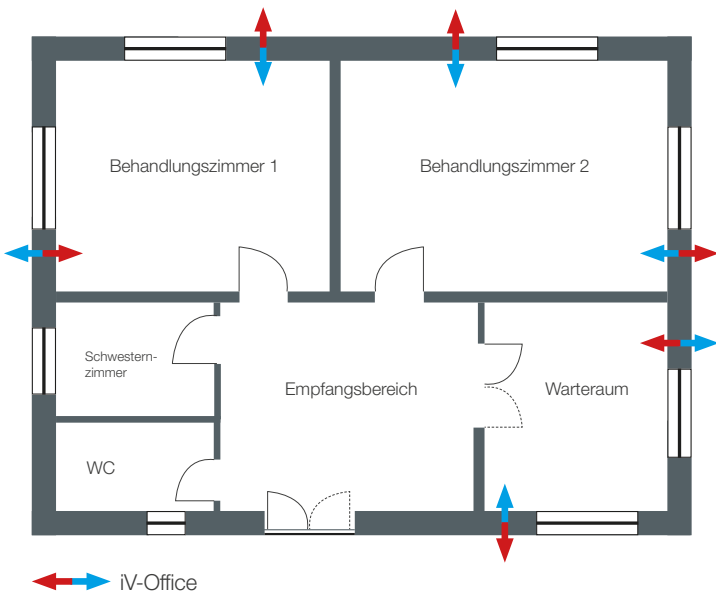 Behandlungszimmer 1
Behandlungszimmer 2
Schwestern-
zimmer
Empfangsbereich
Warteraum
WC
iV-Office